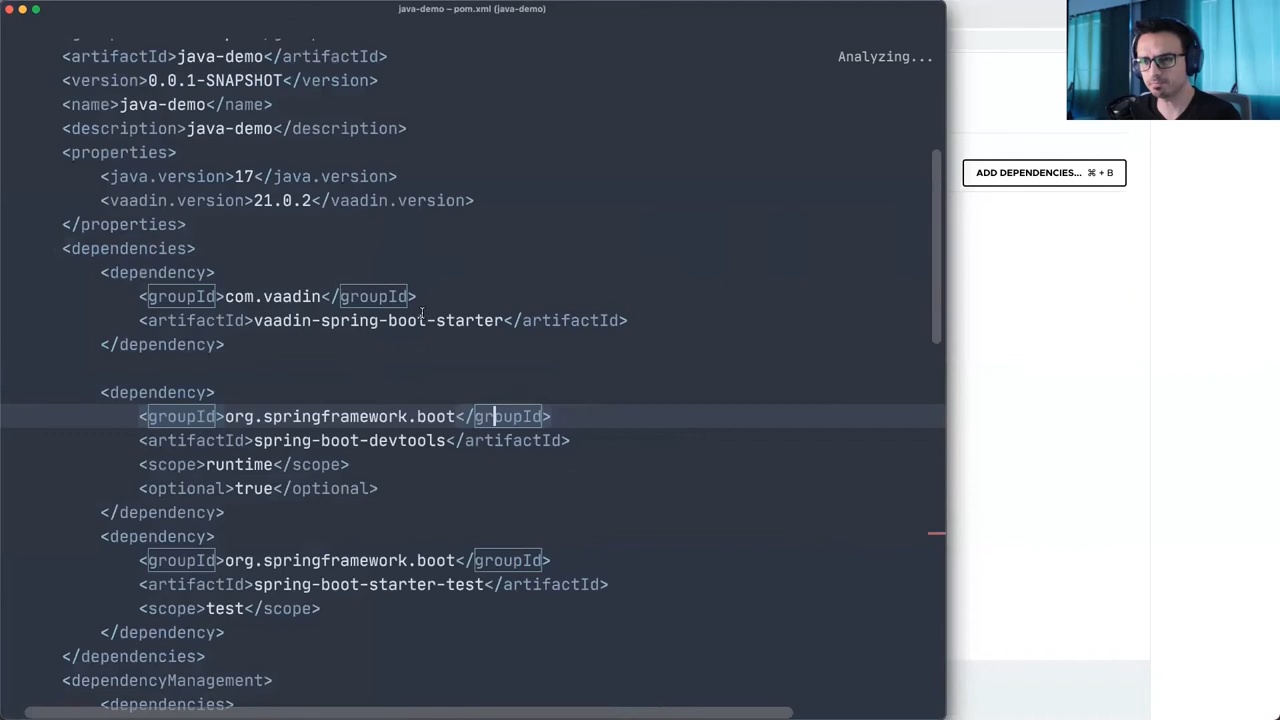 java-demo – pom.xml (java-demo)
<artifactId>java-demo</artifactId>
Analyzing...
<version>0.0.1-SNAPSHOT</version>
<name>java-demo</name>
<description>java-demo</description>
<properties>
<java.version>17</java.version>
ADD DEPENDENCIES... ⌘ + B
<vaadin.version>21.0.2</vaadin.version>
</properties>
<dependencies>
<dependency>
<groupId>com.vaadin</groupId>
<artifactId>vaadin-spring-boot-starter</artifactId>
</dependency>
<dependency>
<groupId>org.springframework.boot</groupId>
<artifactId>spring-boot-devtools</artifactId>
<scope>runtime</scope>
<optional>true</optional>
</dependency>
<dependency>
<groupId>org.springframework.boot</groupId>
<artifactId>spring-boot-starter-test</artifactId>
<scope>test</scope>
</dependency>
</dependencies>
<dependencyManagement>
<dependencies>